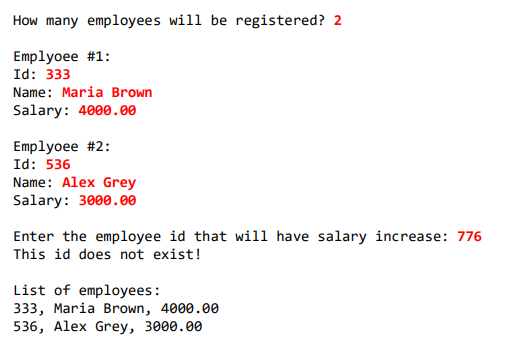 How many employees will be registered? 2
Emplyoee #1:
Id: 333
Name: Maria Brown
Salary: 4000.00
Emplyoee #2:
Id: 536
Name: Alex Grey
Salary: 3000.00
Enter the employee id that will have salary increase: 776
This id does not exist!
List of employees:
333, Maria Brown, 4000.00
536, Alex Grey, 3000.00